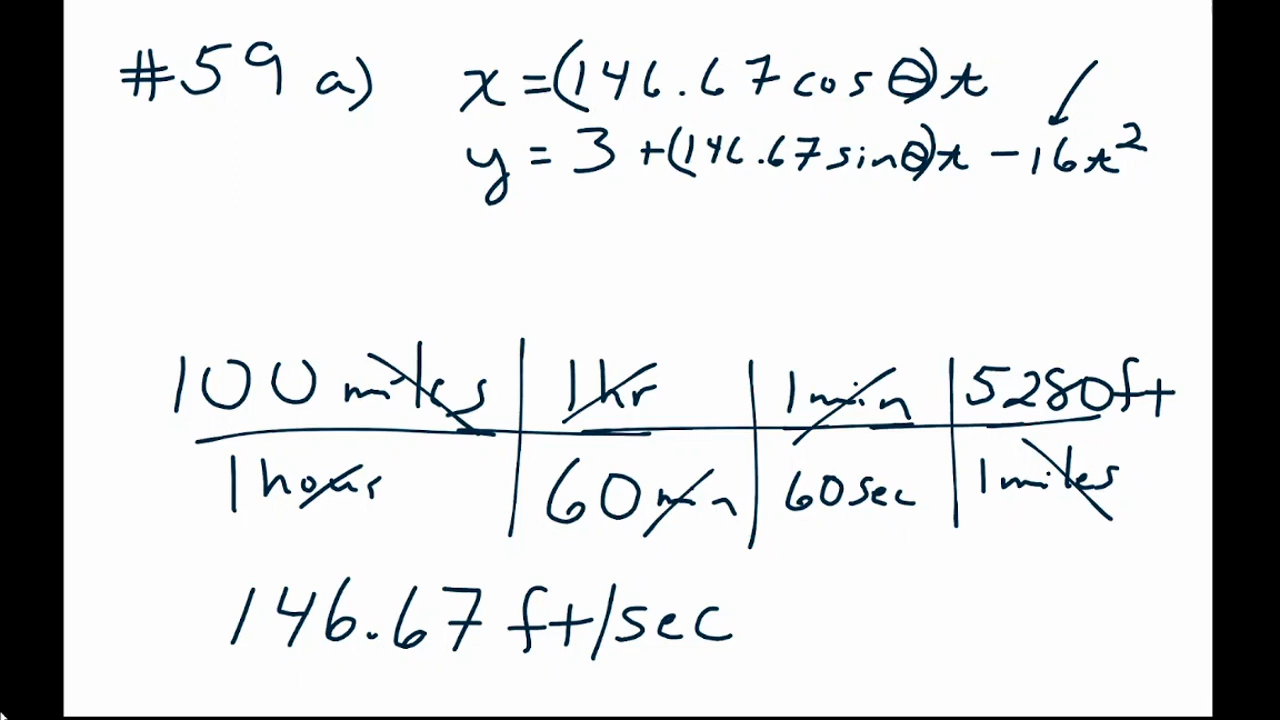 #59 a) x = (146.67 cos θ)t
y = 3 + (146.67 sin θ)t - 16t²
100 miles | 1 hr | 1 min | 5280 ft
1 hour | 60 min | 60 sec | 1 miles
146.67 ft/sec